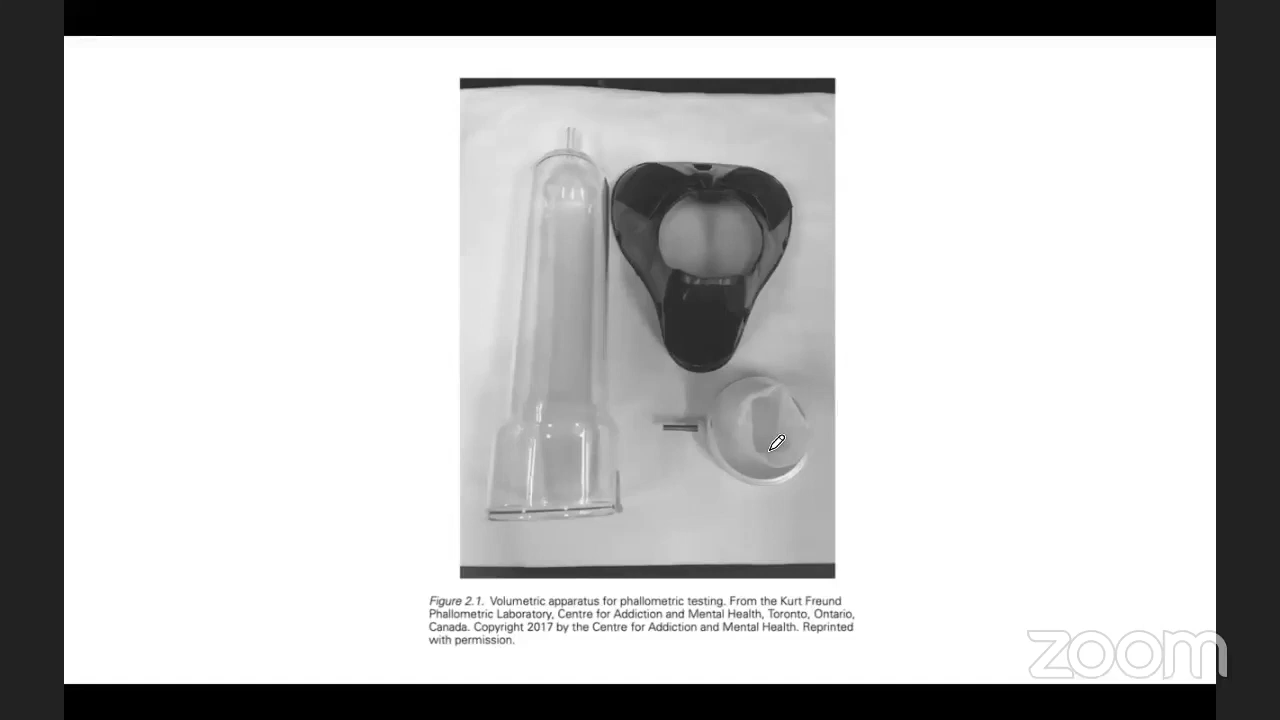 Figure 2.1. Volumetric apparatus for phallometric testing. From the Kurt Freund
Phallometric Laboratory, Centre for Addiction and Mental Health, Toronto, Ontario,
Canada. Copyright 2017 by the Centre for Addiction and Mental Health. Reprinted
with permission.
zoom